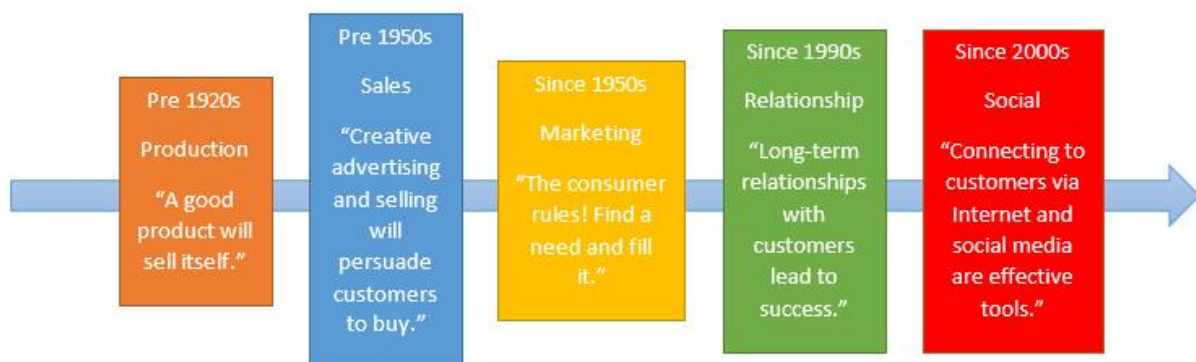 Pre 1920s
Production
“A good
product will
sell itself.”
Pre 1950s
Sales
“Creative
advertising
and selling
will
persuade
customers
to buy.”
Since 1950s
Marketing
“The consumer
rules! Find a
need and fill
it.”
Since 1990s
Relationship
“Long-term
relationships
with
customers
lead to
success.”
Since 2000s
Social
“Connecting to
customers via
Internet and
social media
are effective
tools.”